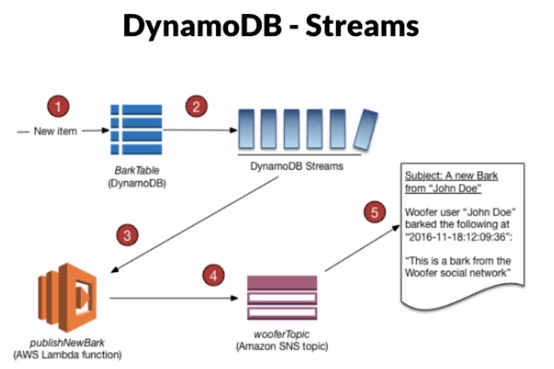 DynamoDB - Streams
1
2
New item
BarkTable
(DynamoDB)
DynamoDB Streams
Subject: A new Bark
from “John Doe”
Woofer user “John Doe”
barked the following at
“2016-11-18:12:09:36”:
“This is a bark from the
Woofer social network”
5
3
4
publishNewBark
(AWS Lambda function)
wooferTopic
(Amazon SNS topic)